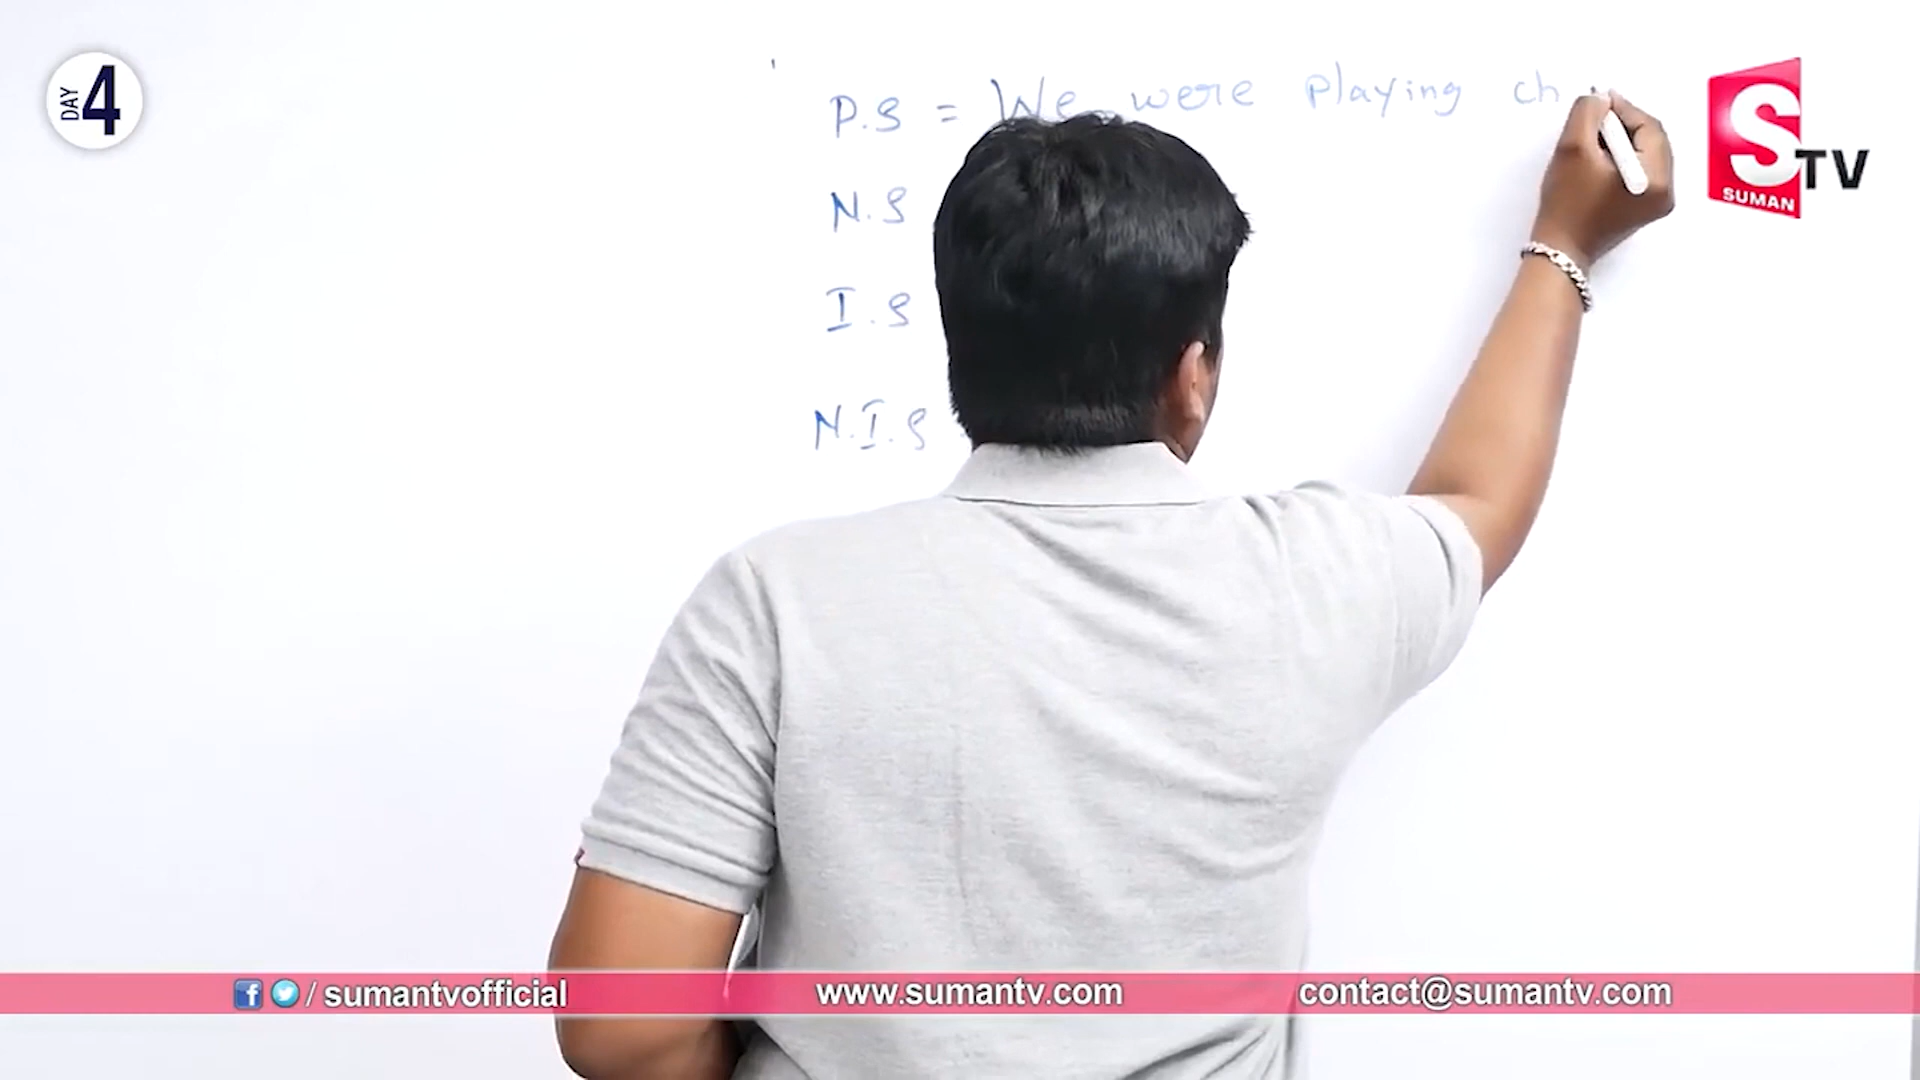 DAY 4
P.S = We were playing ch
S TV
SUMAN
N.S
I.S
N.I.S
/ sumantvofficial
www.sumantv.com
contact@sumantv.com